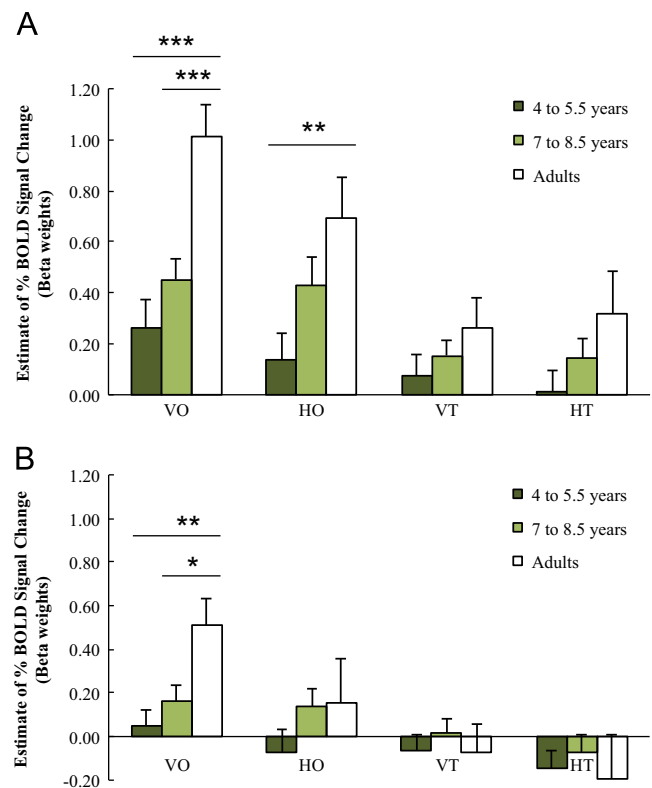 A
***
***
**
1.20
1.00
0.80
0.60
0.40
0.20
0.00
Estimate of % BOLD Signal Change
(Beta weights)
4 to 5.5 years
7 to 8.5 years
Adults
VO HO VT HT
B
**
*
1.20
1.00
0.80
0.60
0.40
0.20
0.00
-0.20
Estimate of % BOLD Signal Change
(Beta weights)
4 to 5.5 years
7 to 8.5 years
Adults
VO HO VT HT